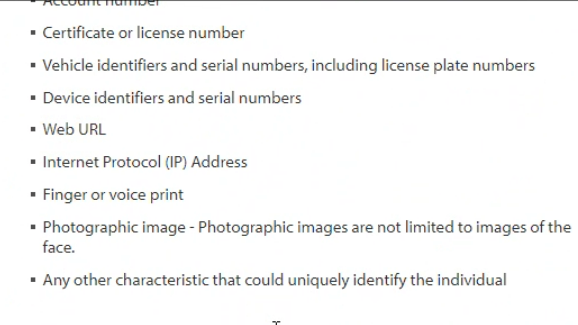 Account number
▪ Certificate or license number
▪ Vehicle identifiers and serial numbers, including license plate numbers
▪ Device identifiers and serial numbers
▪ Web URL
▪ Internet Protocol (IP) Address
▪ Finger or voice print
▪ Photographic image - Photographic images are not limited to images of the
face.
▪ Any other characteristic that could uniquely identify the individual